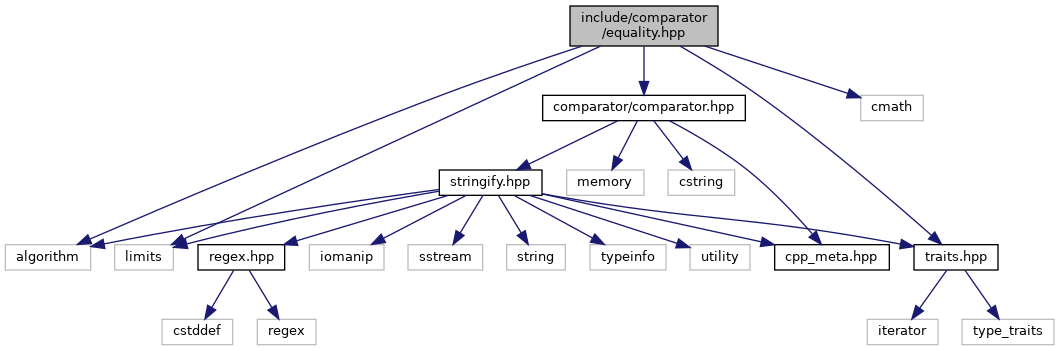 include/comparator
/equality.hpp
comparator/comparator.hpp
cmath
stringify.hpp
memory
cstring
algorithm
limits
regex.hpp
iomanip
sstream
string
typeinfo
utility
cpp_meta.hpp
traits.hpp
cstddef
regex
iterator
type_traits